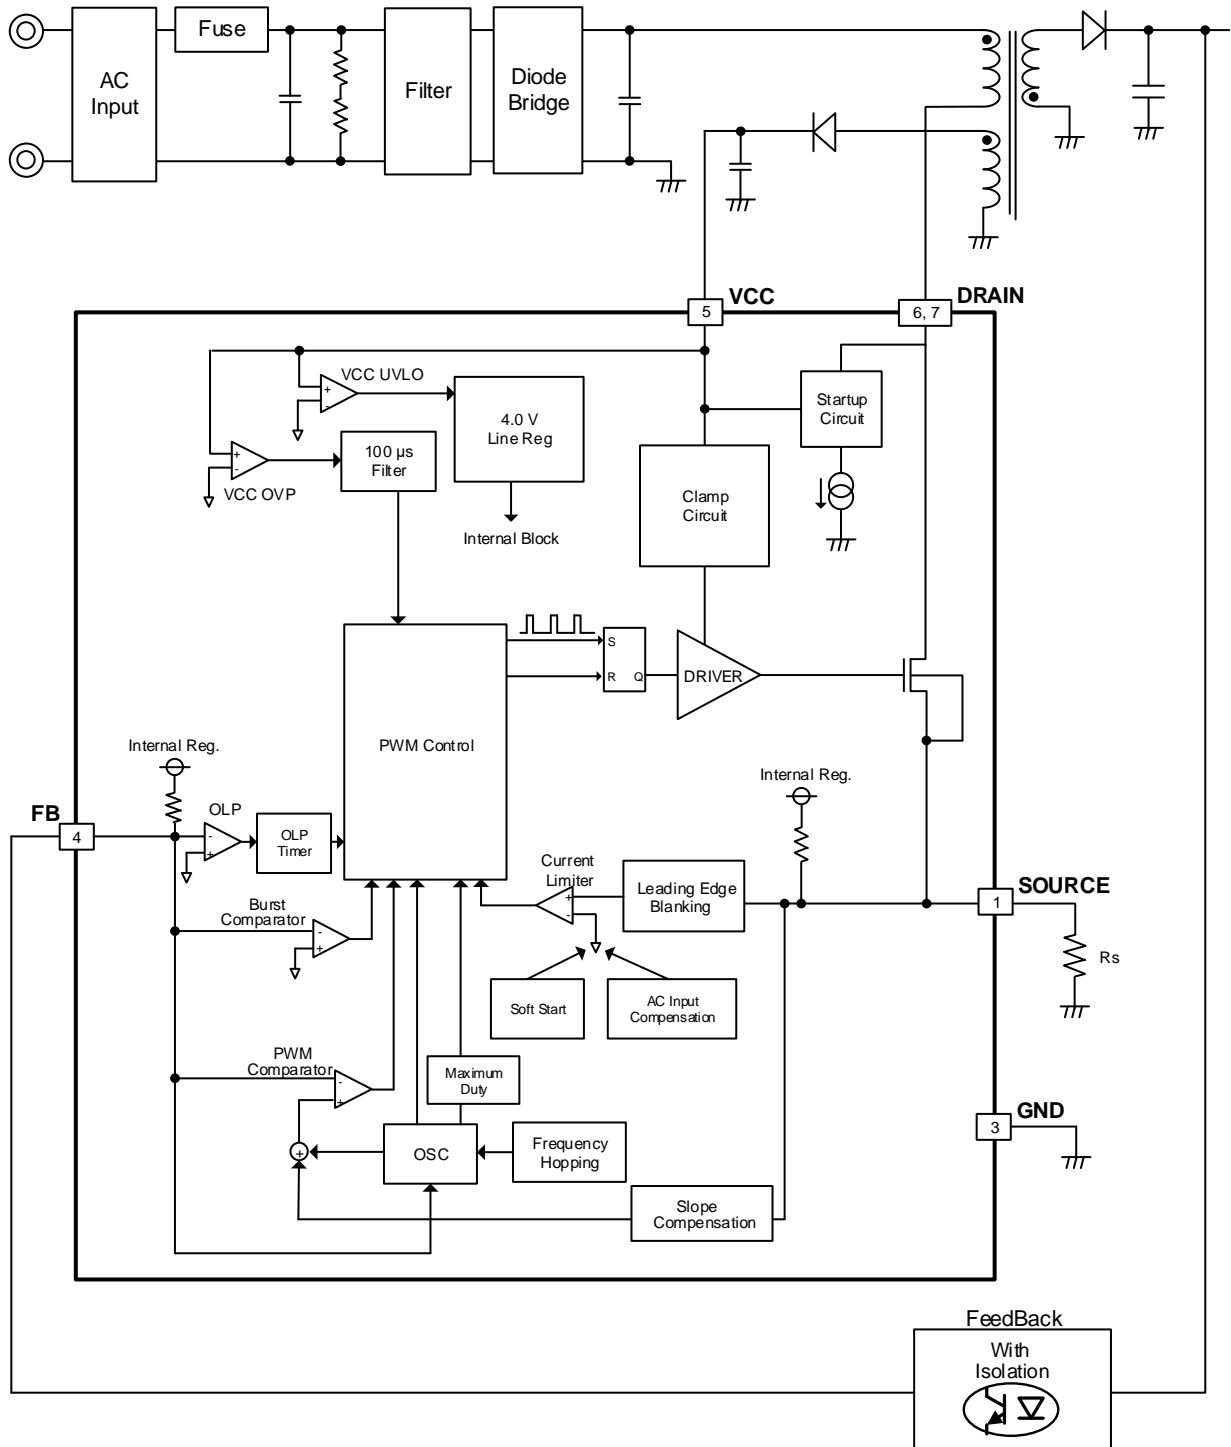 Fuse
AC
Input
Filter
Diode
Bridge
VCC
5
DRAIN
6, 7
VCC UVLO
+
-
4.0 V
Line Reg
Startup
Circuit
+
-
VCC OVP
100 µs
Filter
Clamp
Circuit
Internal Block
S
R
Q
DRIVER
PWM Control
Internal Reg.
Internal Reg.
FB
4
OLP
-
+
OLP
Timer
Current
Limiter
+
-
Leading Edge
Blanking
SOURCE
1
Burst
Comparator
-
+
Rs
Soft Start
AC Input
Compensation
PWM
Comparator
-
+
Maximum
Duty
GND
3
+
OSC
Frequency
Hopping
Slope
Compensation
FeedBack
With
Isolation